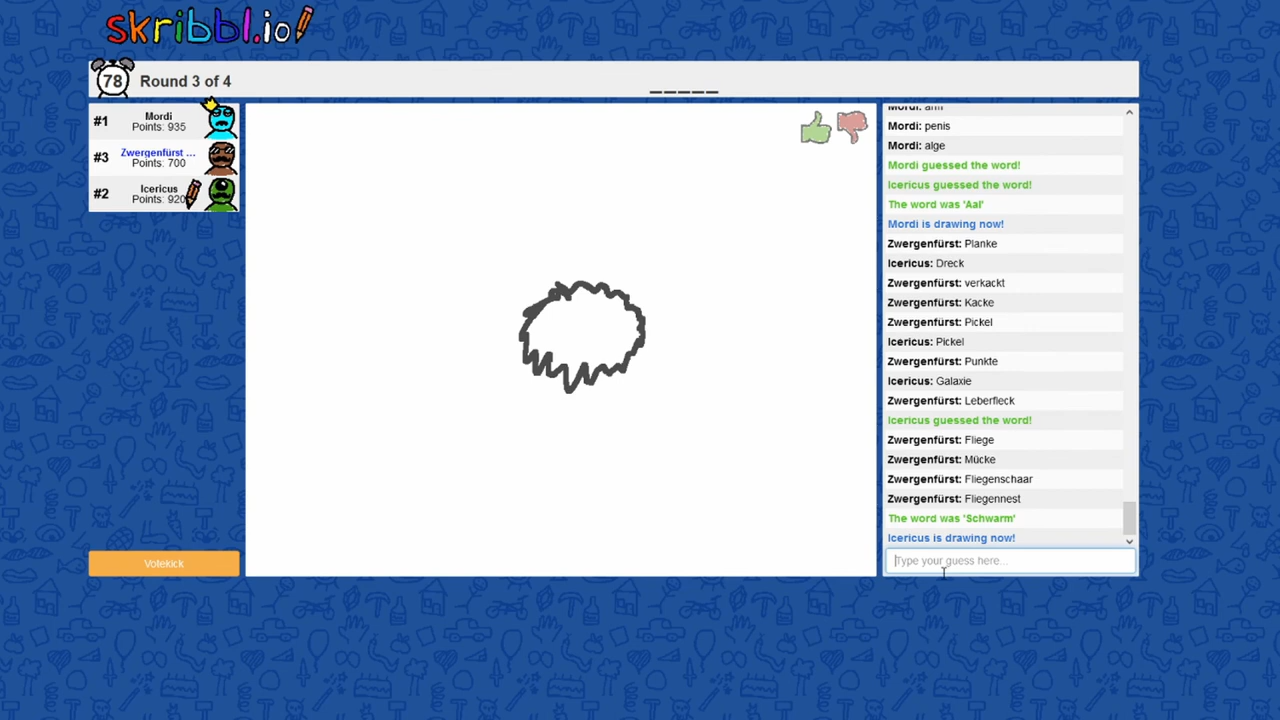 skribbl.io
78
Round 3 of 4
_____
#1
Mordi
Points: 935
#3
Zwergenfürst ...
Points: 700
#2
Icericus
Points: 920
Votekick
Mordi: penis
Mordi: alge
Mordi guessed the word!
Icericus guessed the word!
The word was 'Aal'
Mordi is drawing now!
Zwergenfürst: Planke
Icericus: Dreck
Zwergenfürst: verkackt
Zwergenfürst: Kacke
Zwergenfürst: Pickel
Icericus: Pickel
Zwergenfürst: Punkte
Icericus: Galaxie
Zwergenfürst: Leberfleck
Icericus guessed the word!
Zwergenfürst: Fliege
Zwergenfürst: Mücke
Zwergenfürst: Fliegenschaar
Zwergenfürst: Fliegennest
The word was 'Schwarm'
Icericus is drawing now!
Type your guess here...